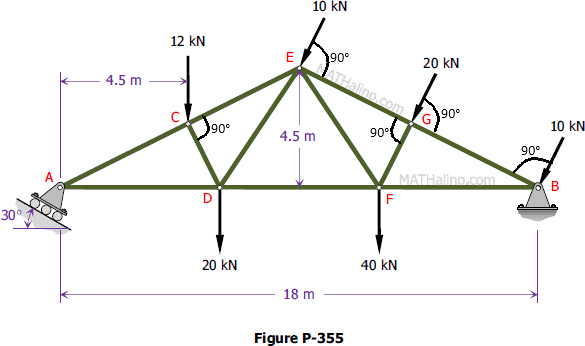 10 kN
12 kN
E
90°
20 kN
MATHalino.com
4.5 m
C
90°
G
90°
90°
10 kN
4.5 m
90°
A
MATHalino.com
B
D
F
30°
20 kN
40 kN
18 m
Figure P-355